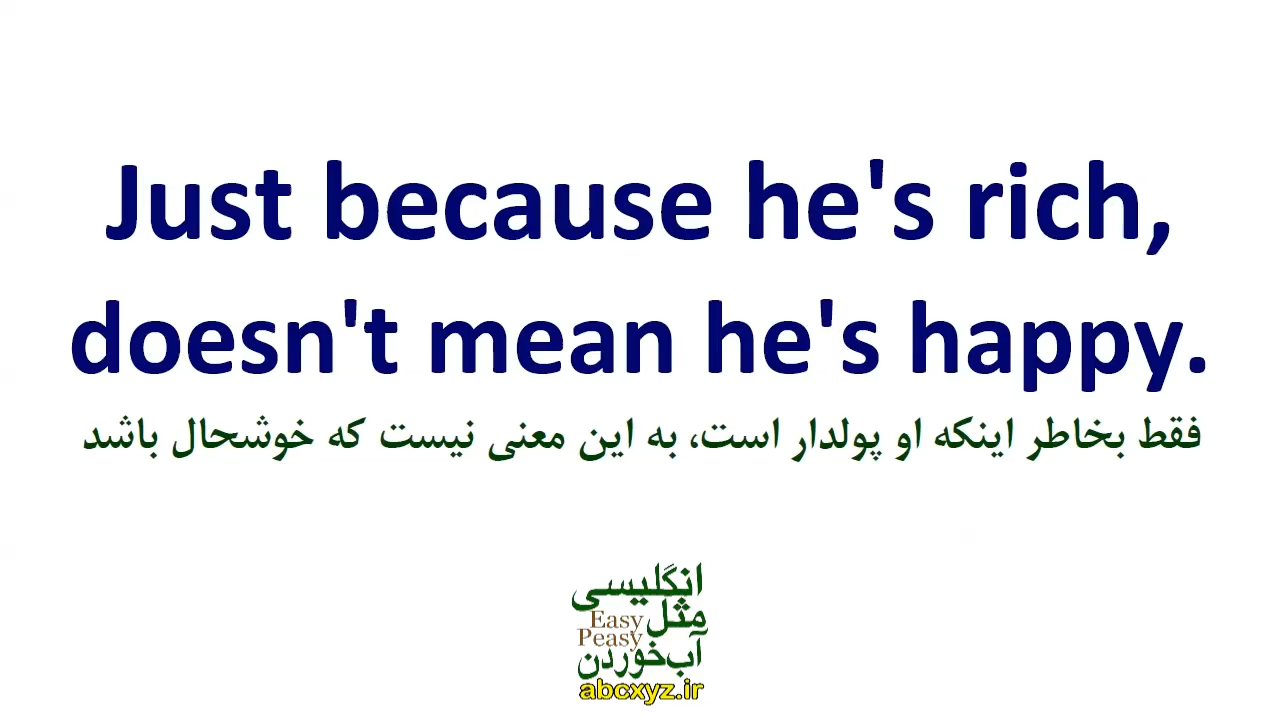 Just because he's rich,
doesn't mean he's happy.
فقط بخاطر اینکه او پولدار است، به این معنی نیست که خوشحال باشد
انگلیسی
مثل
Easy
Peasy
آب‌خوردن
abcxyz.ir